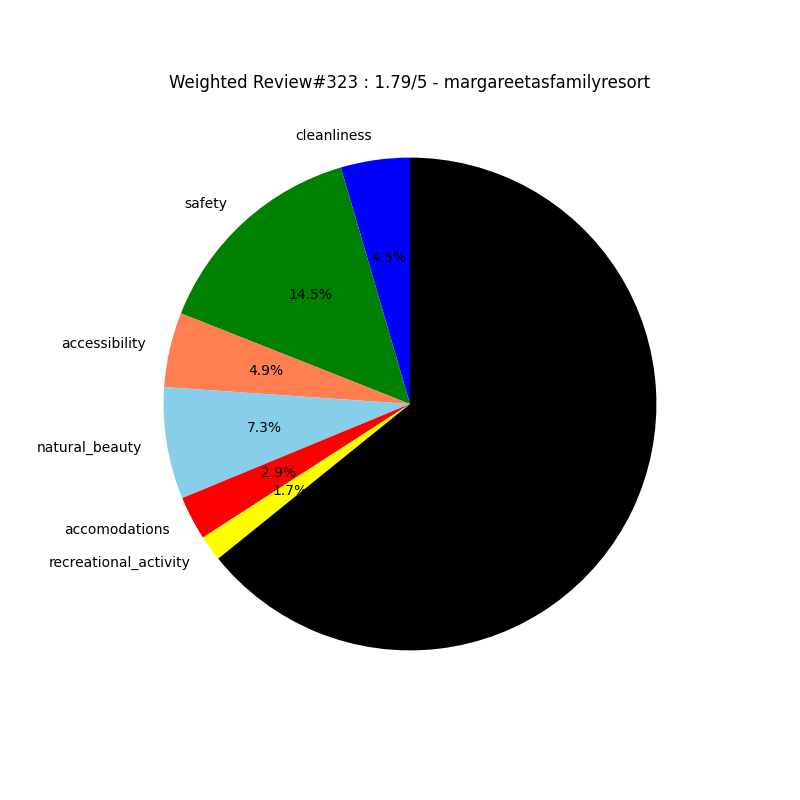 Weighted Review#323 : 1.79/5 - margareetasfamilyresort
cleanliness
4.5%
safety
14.5%
accessibility
4.9%
natural_beauty
7.3%
accomodations
2.9%
recreational_activity
1.7%